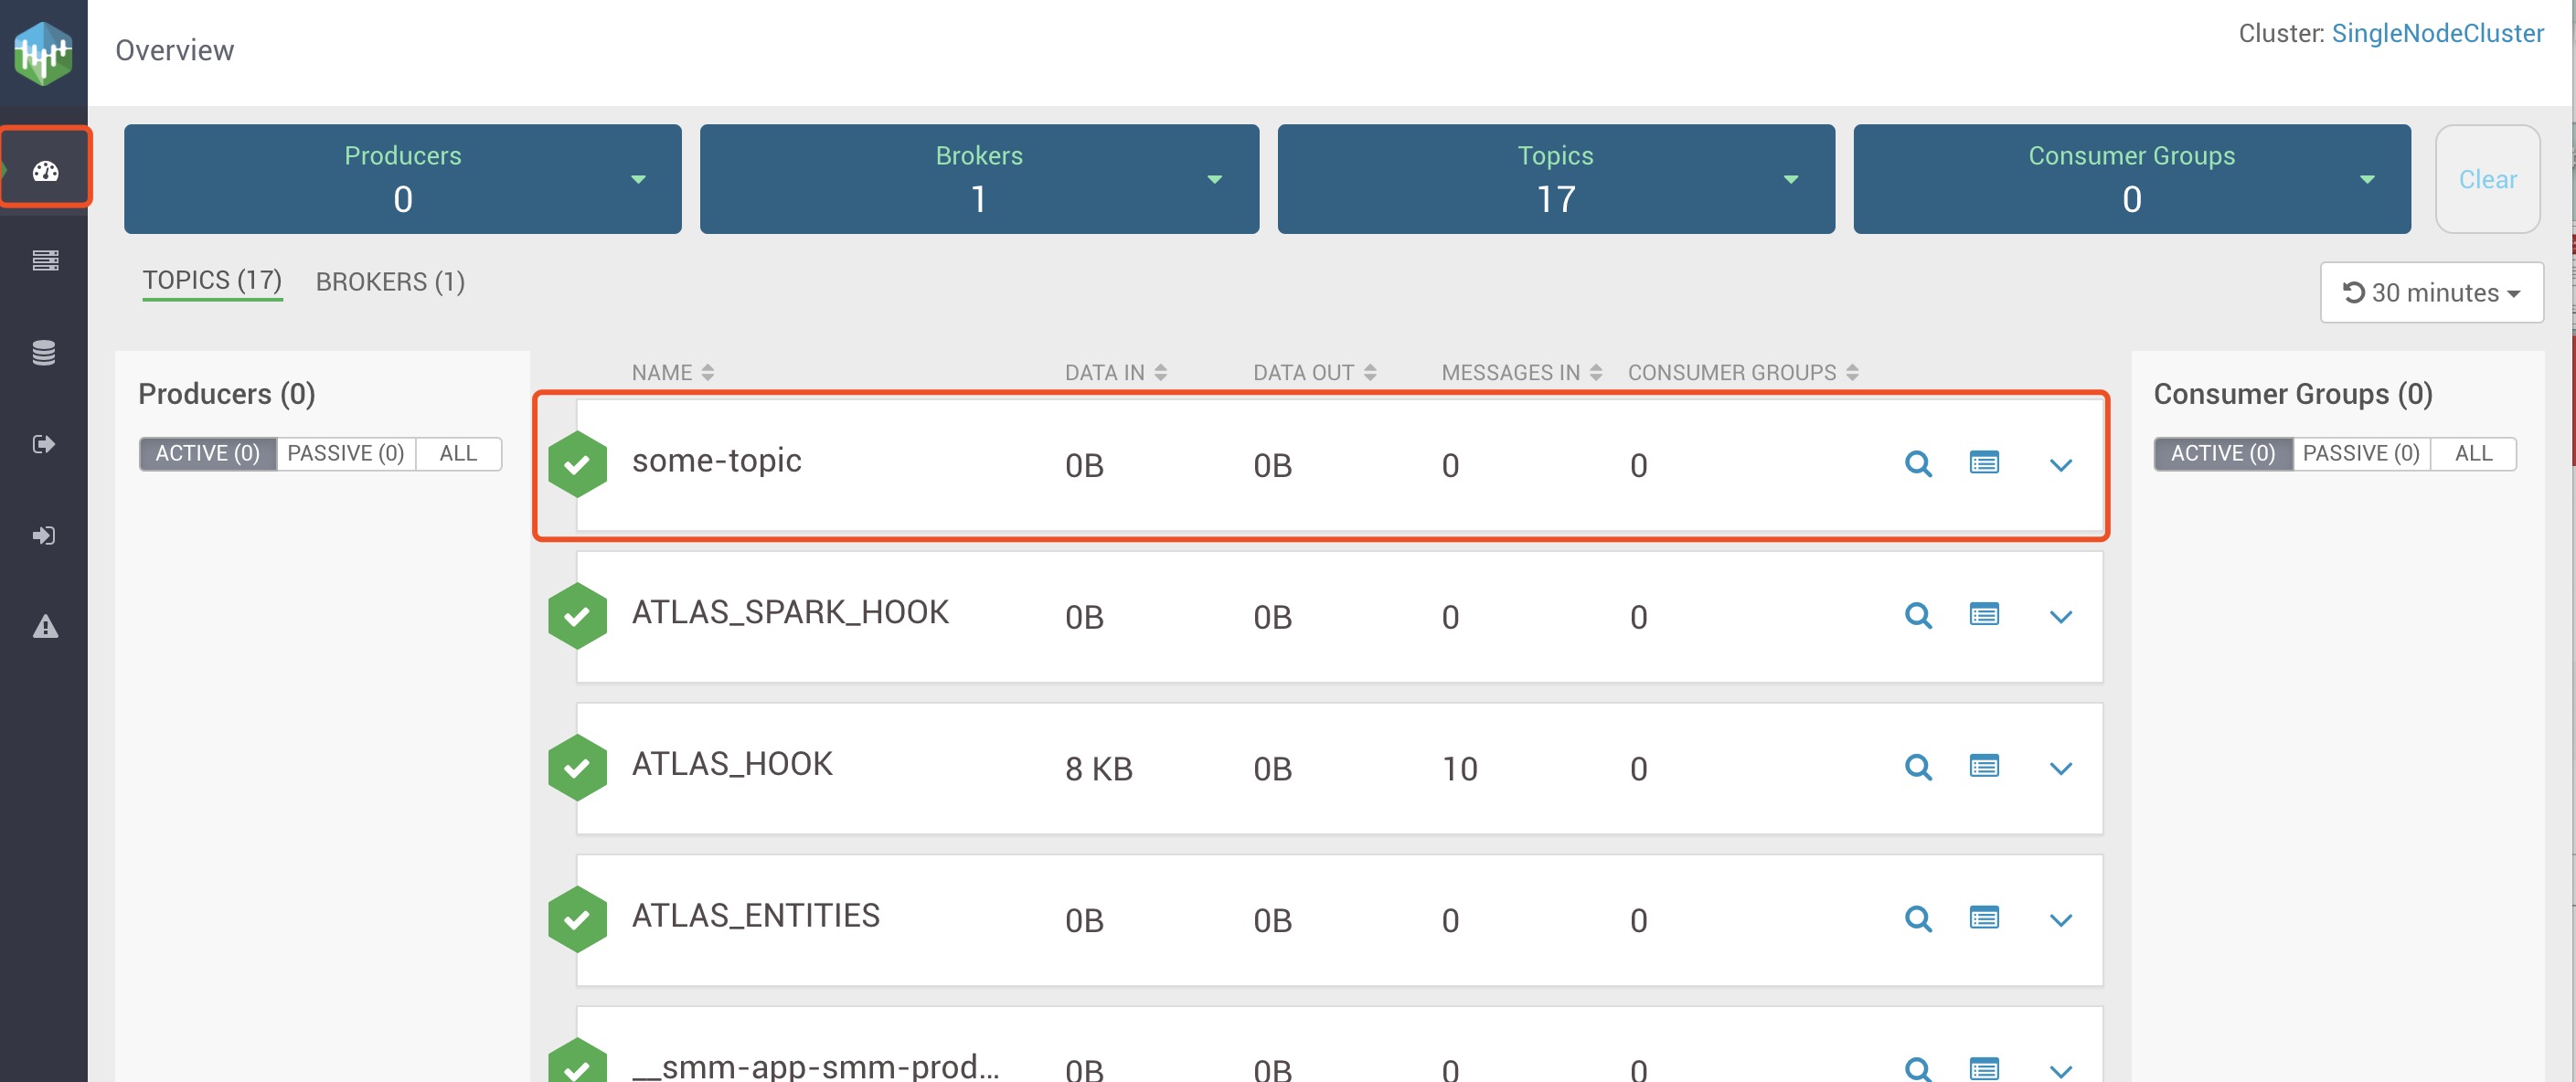 Overview
Cluster: SingleNodeCluster
Producers
0
Brokers
1
Topics
17
Consumer Groups
0
Clear
TOPICS (17) BROKERS (1)
30 minutes
Producers (0)
ACTIVE (0) PASSIVE (0) ALL
NAME DATA IN DATA OUT MESSAGES IN CONSUMER GROUPS
some-topic 0B 0B 0 0
ATLAS_SPARK_HOOK 0B 0B 0 0
ATLAS_HOOK 8 KB 0B 10 0
ATLAS_ENTITIES 0B 0B 0 0
__smm-app-smm-prod... 0B 0B 0 0
Consumer Groups (0)
ACTIVE (0) PASSIVE (0) ALL